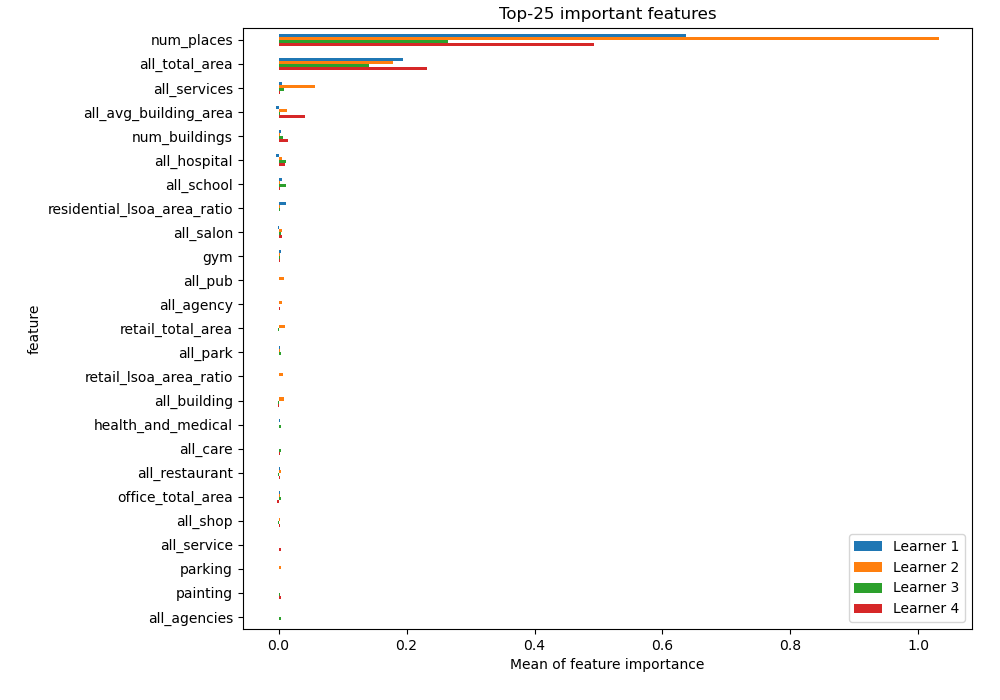 Top-25 important features
num_places
all_total_area
all_services
all_avg_building_area
num_buildings
all_hospital
all_school
residential_lsoa_area_ratio
all_salon
gym
all_pub
all_agency
retail_total_area
all_park
retail_lsoa_area_ratio
all_building
health_and_medical
all_care
all_restaurant
office_total_area
all_shop
all_service
parking
painting
all_agencies
feature
Learner 1
Learner 2
Learner 3
Learner 4
0.0 0.2 0.4 0.6 0.8 1.0
Mean of feature importance